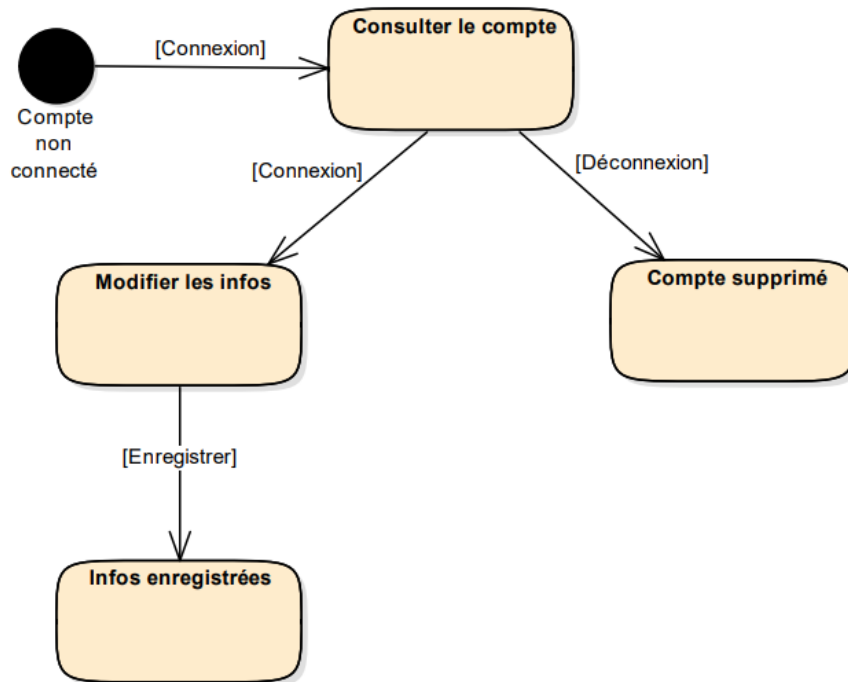 Consulter le compte
[Connexion]
Compte
non
connecté
[Connexion]
[Déconnexion]
Modifier les infos
Compte supprimé
[Enregistrer]
Infos enregistrées